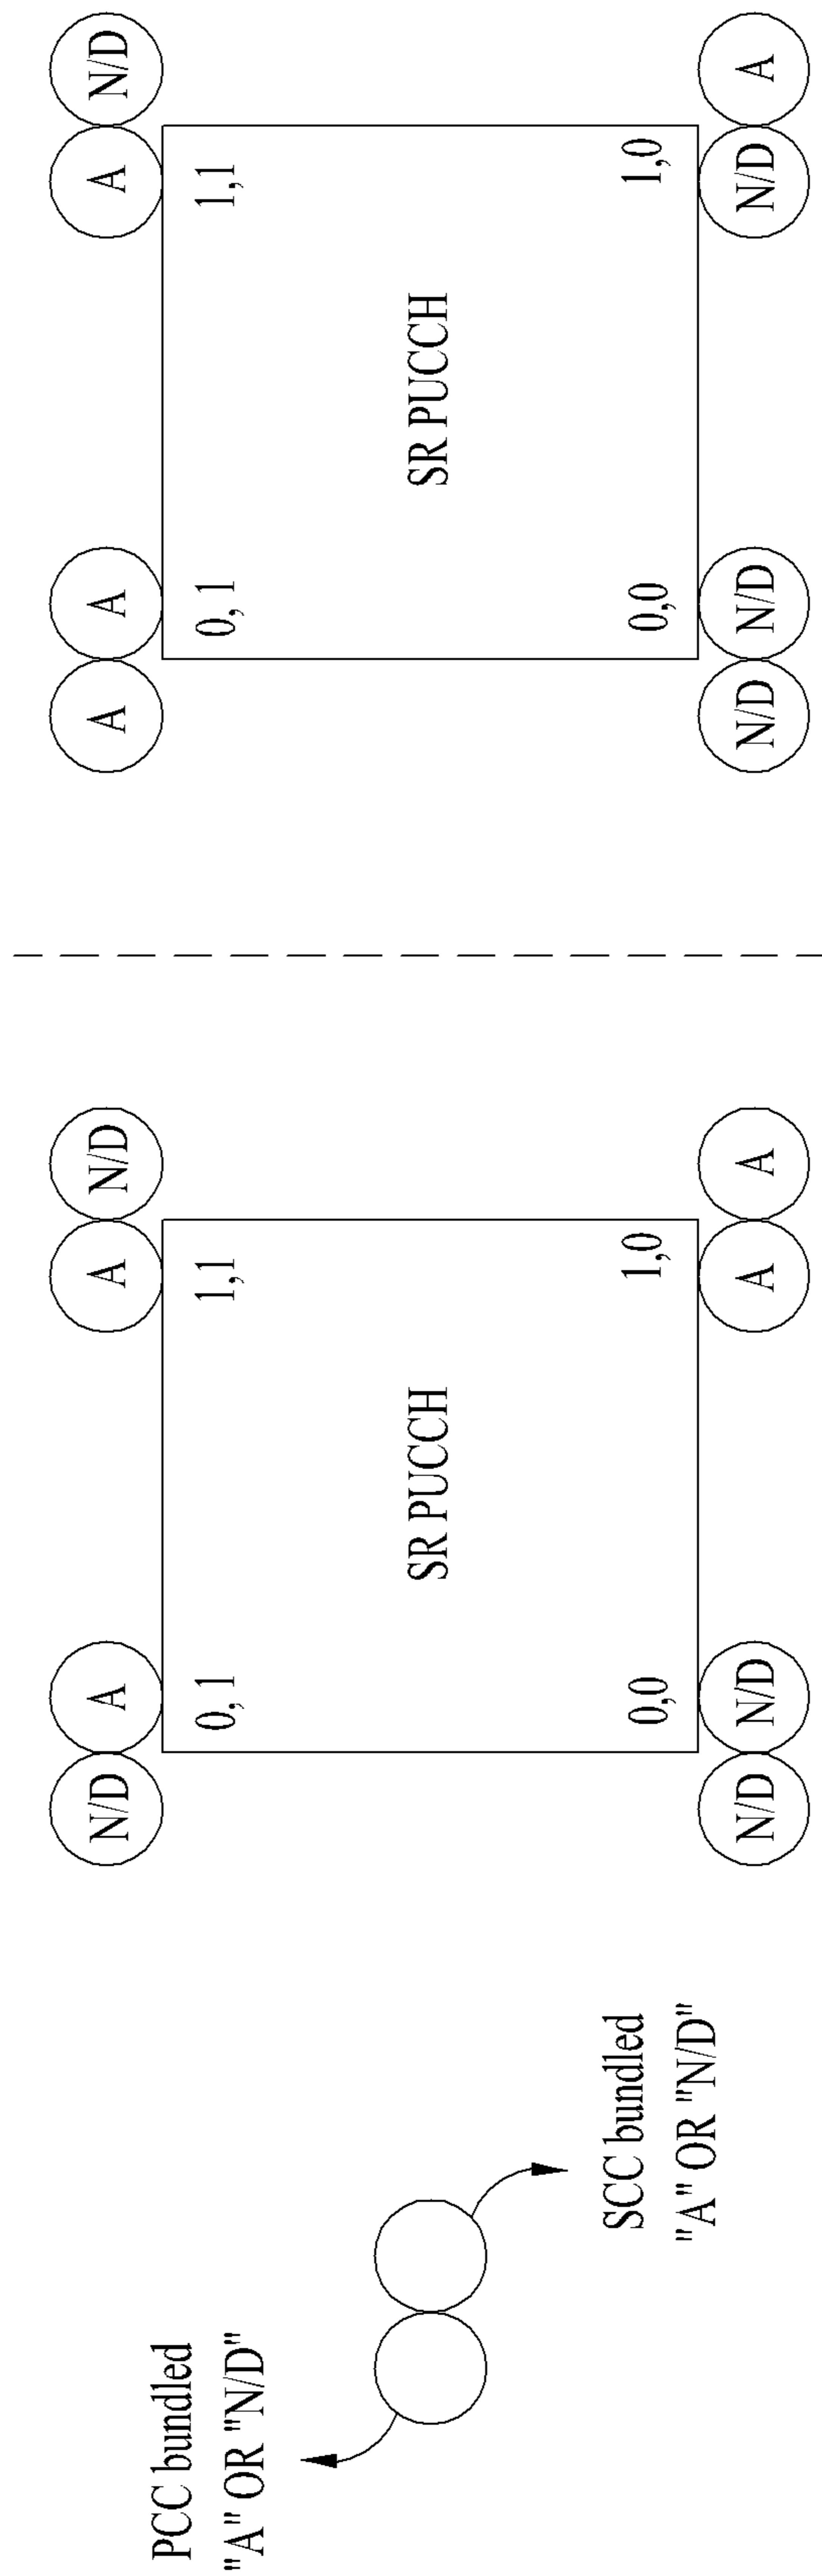 PCC bundled
"A" OR "N/D"
SCC bundled
"A" OR "N/D"
N/D A A N/D
0, 1 1,1
SR PUCCH
0,0 1,0
N/D N/D A A
A A A N/D
0, 1 1,1
SR PUCCH
0,0 1,0
N/D N/D N/D A